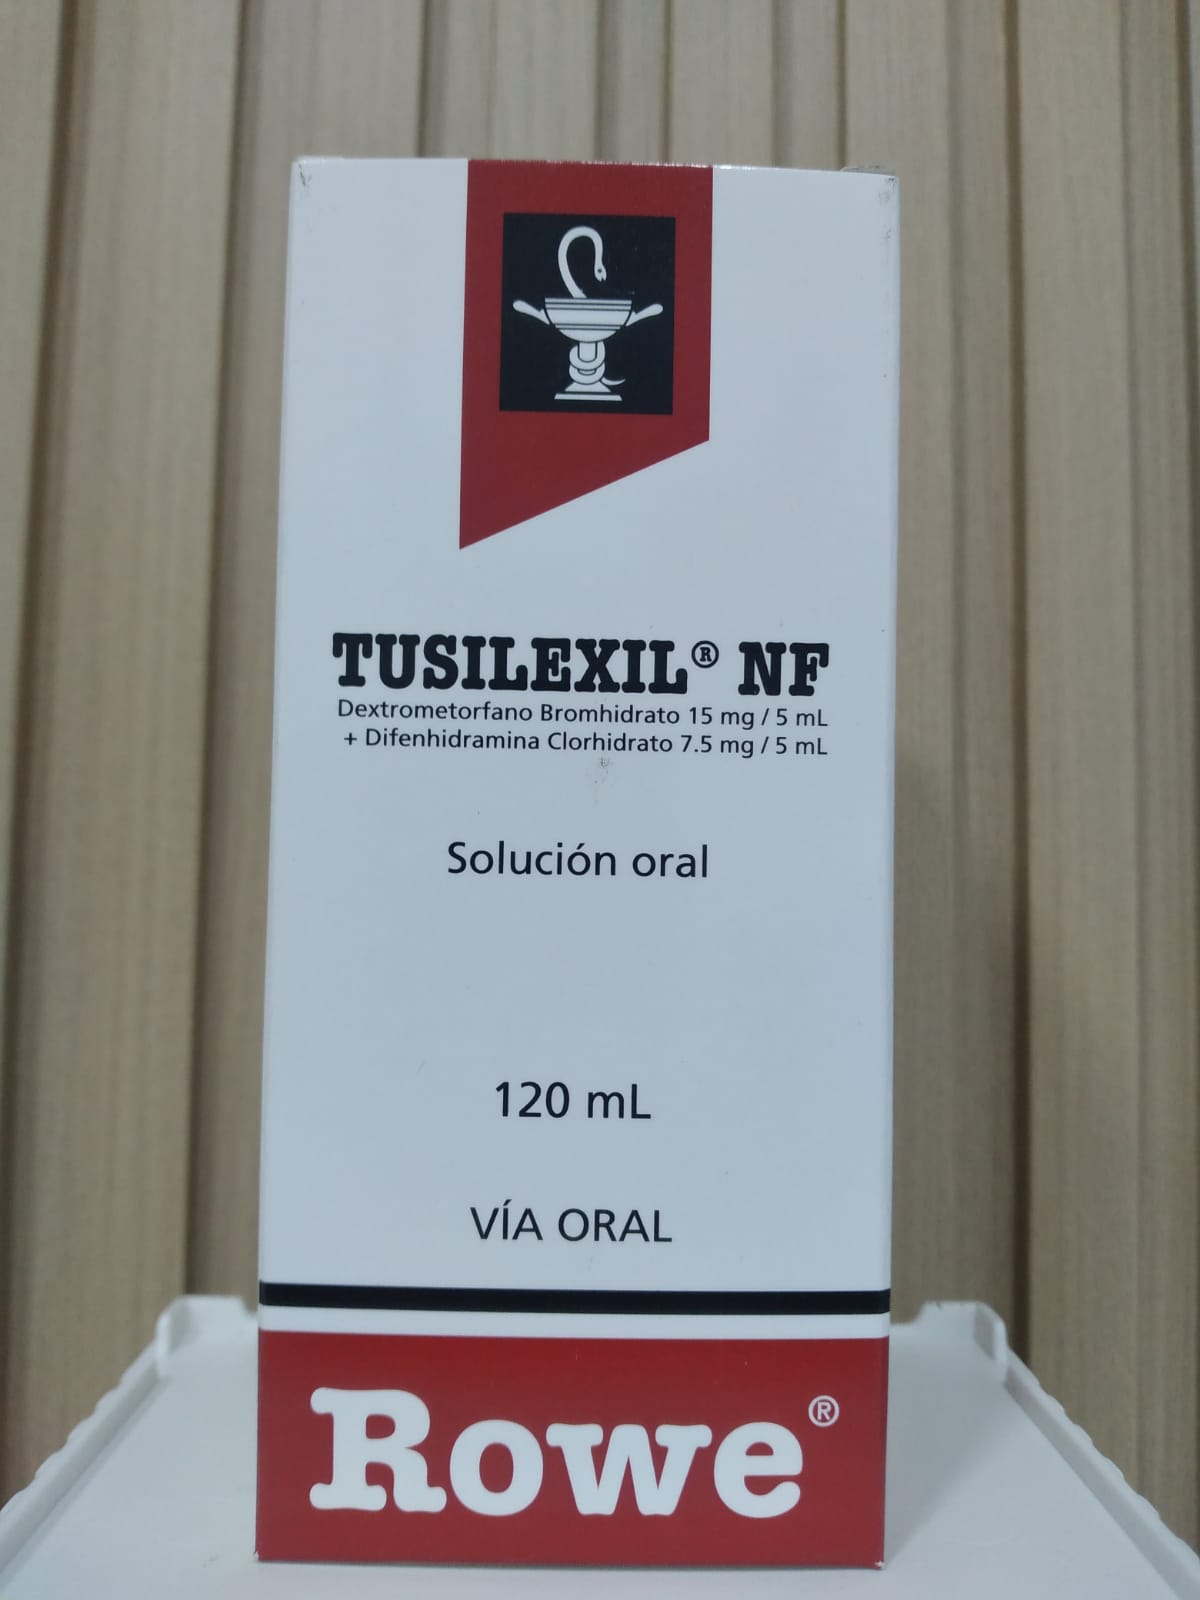 TUSILEXIL® NF
Dextrometorfano Bromhidrato 15 mg / 5 mL
+ Difenhidramina Clorhidrato 7.5 mg / 5 mL
Solución oral
120 mL
VÍA ORAL
Rowe®